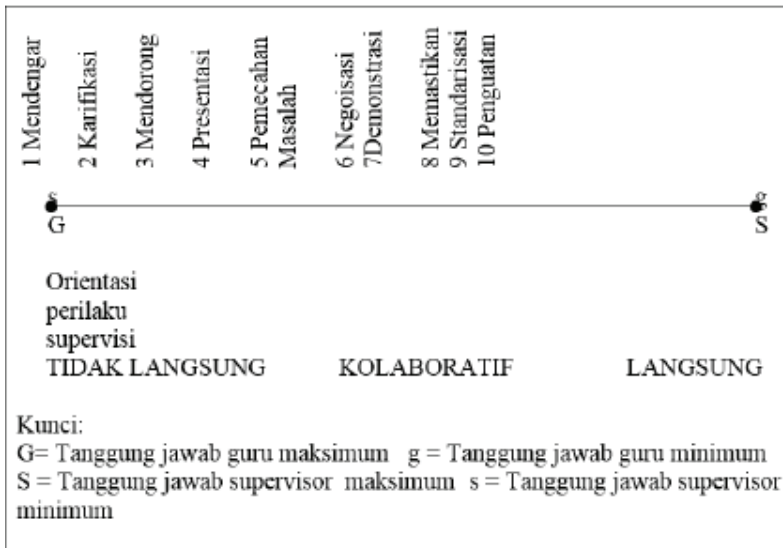 1 Mendengar
2 Karifikasi
3 Mendorong
4 Presentasi
5 Pemecahan
Masalah
6 Negoisasi
7Demonstrasi
8 Memastikan
9 Standarisasi
10 Penguatan
s
g
G
S
Orientasi
perilaku
supervisi
TIDAK LANGSUNG KOLABORATIF LANGSUNG
Kunci:
G= Tanggung jawab guru maksimum g = Tanggung jawab guru minimum
S = Tanggung jawab supervisor maksimum s = Tanggung jawab supervisor
minimum